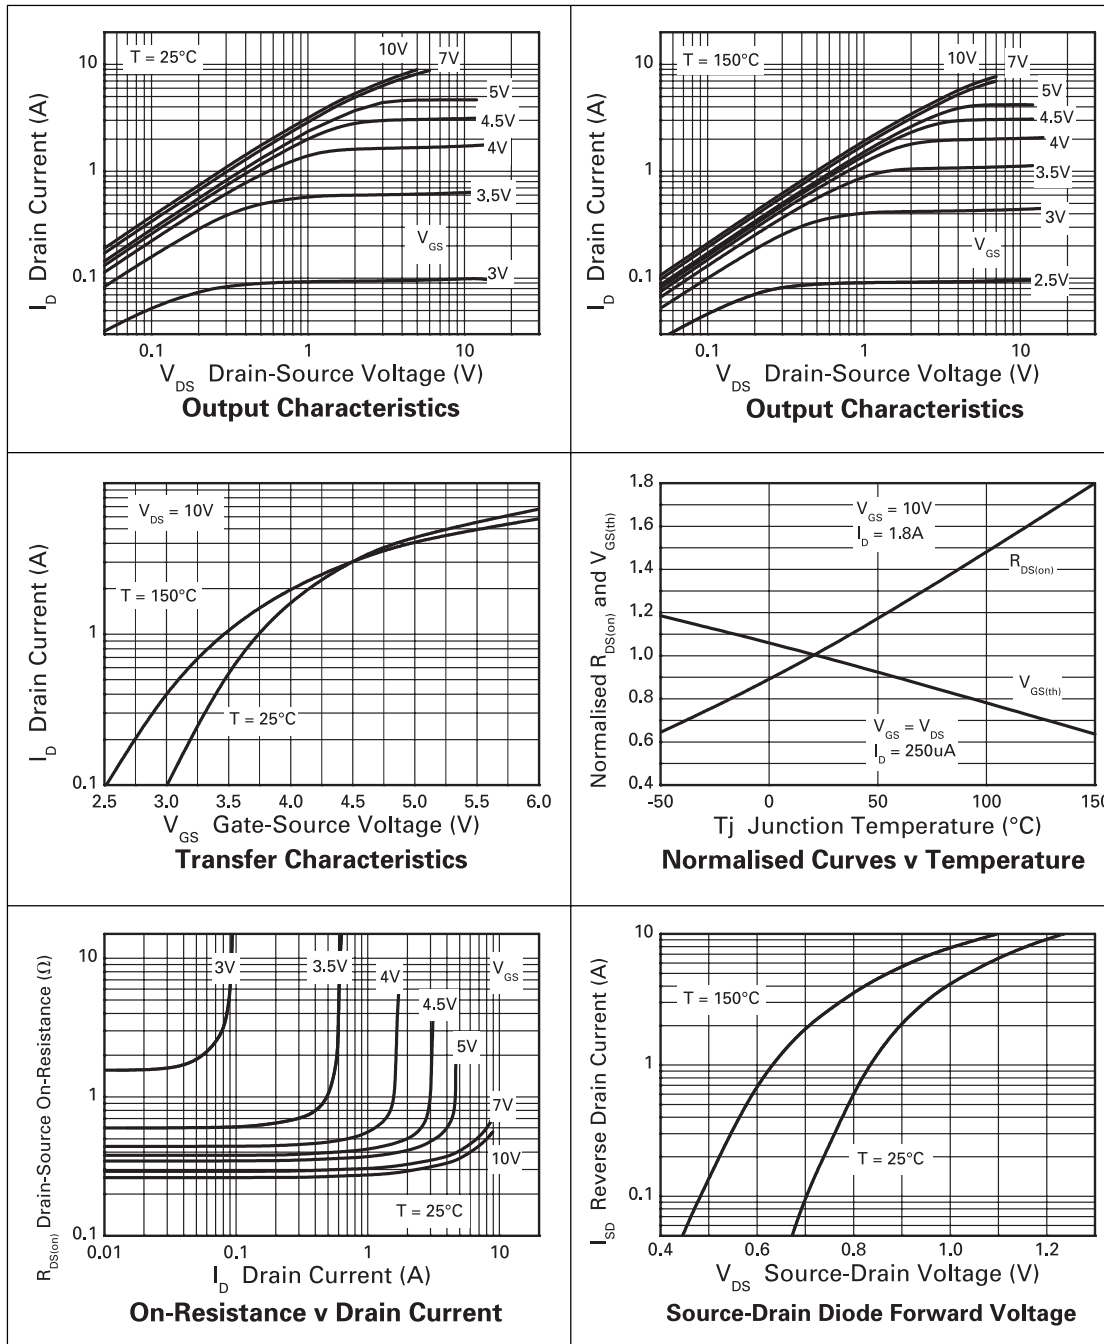 T = 25°C
10V
7V
5V
4.5V
4V
3.5V
VGS
3V
10
1
0.1
0.1 1 10
ID Drain Current (A)
VDS Drain-Source Voltage (V)
Output Characteristics
T = 150°C
10V
7V
5V
4.5V
4V
3.5V
3V
VGS
2.5V
10
1
0.1
0.1 1 10
ID Drain Current (A)
VDS Drain-Source Voltage (V)
Output Characteristics
VDS = 10V
T = 150°C
T = 25°C
1
0.1
2.5 3.0 3.5 4.0 4.5 5.0 5.5 6.0
ID Drain Current (A)
VGS Gate-Source Voltage (V)
Transfer Characteristics
1.8
1.6
1.4
1.2
1.0
0.8
0.6
0.4
VGS = 10V
ID = 1.8A
RDS(on)
VGS(th)
VGS = VDS
ID = 250uA
-50 0 50 100 150
Normalised RDS(on) and VGS(th)
Tj Junction Temperature (°C)
Normalised Curves v Temperature
10
1
0.1
3V
3.5V
4V
VGS
4.5V
5V
7V
10V
T = 25°C
0.01 0.1 1 10
RDS(on) Drain-Source On-Resistance (Ω)
ID Drain Current (A)
On-Resistance v Drain Current
10
1
0.1
T = 150°C
T = 25°C
0.4 0.6 0.8 1.0 1.2
ISD Reverse Drain Current (A)
VDS Source-Drain Voltage (V)
Source-Drain Diode Forward Voltage